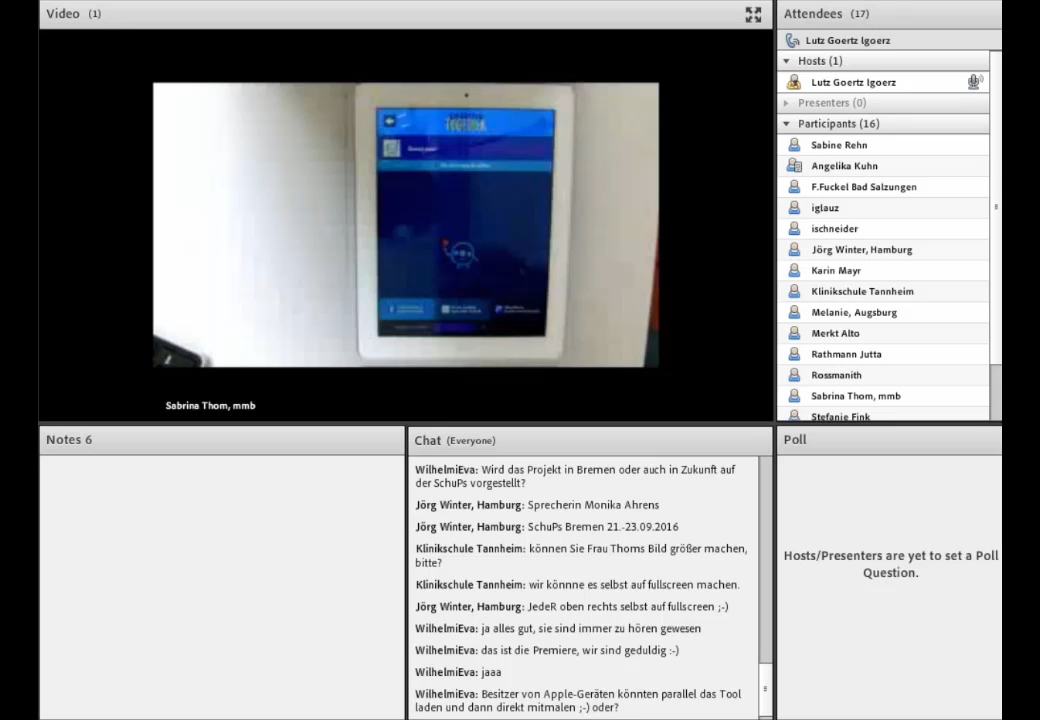 Video (1)
Sabrina Thom, mmb
Attendees (17)
Lutz Goertz lgoerz
Hosts (1)
Lutz Goertz lgoerz
Presenters (0)
Participants (16)
Sabine Rehn
Angelika Kuhn
F.Fuckel Bad Salzungen
iglauz
ischneider
Jörg Winter, Hamburg
Karin Mayr
Klinikschule Tannheim
Melanie, Augsburg
Merkt Alto
Rathmann Jutta
Rossmanith
Sabrina Thom, mmb
Stefanie Fink
Notes 6
Chat (Everyone)
WilhelmiEva: Wird das Projekt in Bremen oder auch in Zukunft auf
der SchuPs vorgestellt?
Jörg Winter, Hamburg: Sprecherin Monika Ahrens
Jörg Winter, Hamburg: SchuPs Bremen 21.-23.09.2016
Klinikschule Tannheim: können Sie Frau Thoms Bild größer machen,
bitte?
Klinikschule Tannheim: wir könnne es selbst auf fullscreen machen.
Jörg Winter, Hamburg: JedeR oben rechts selbst auf fullscreen ;-)
WilhelmiEva: ja alles gut, sie sind immer zu hören gewesen
WilhelmiEva: das ist die Premiere, wir sind geduldig :-)
WilhelmiEva: jaaa
WilhelmiEva: Besitzer von Apple-Geräten könnten parallel das Tool
laden und dann direkt mitmalen ;-) oder?
Poll
Hosts/Presenters are yet to set a Poll
Question.